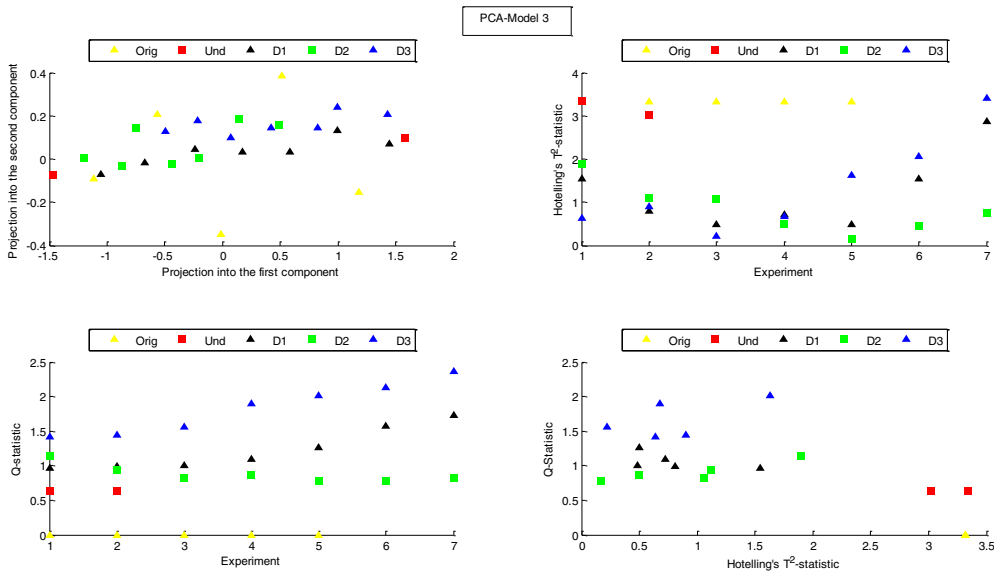 PCA-Model 3
Orig Und D1 D2 D3
0.4
0.2
0
-0.2
-0.4
-1.5 -1 -0.5 0 0.5 1 1.5 2
Projection into the first component
Projection into the second component
Orig Und D1 D2 D3
4
3
2
1
0
1 2 3 4 5 6 7
Experiment
Hotelling's T²-statistic
Orig Und D1 D2 D3
2.5
2
1.5
1
0.5
0
1 2 3 4 5 6 7
Experiment
Q-statistic
Orig Und D1 D2 D3
2.5
2
1.5
1
0.5
0
0 0.5 1 1.5 2 2.5 3 3.5
Hotelling's T²-statistic
Q-Statistic